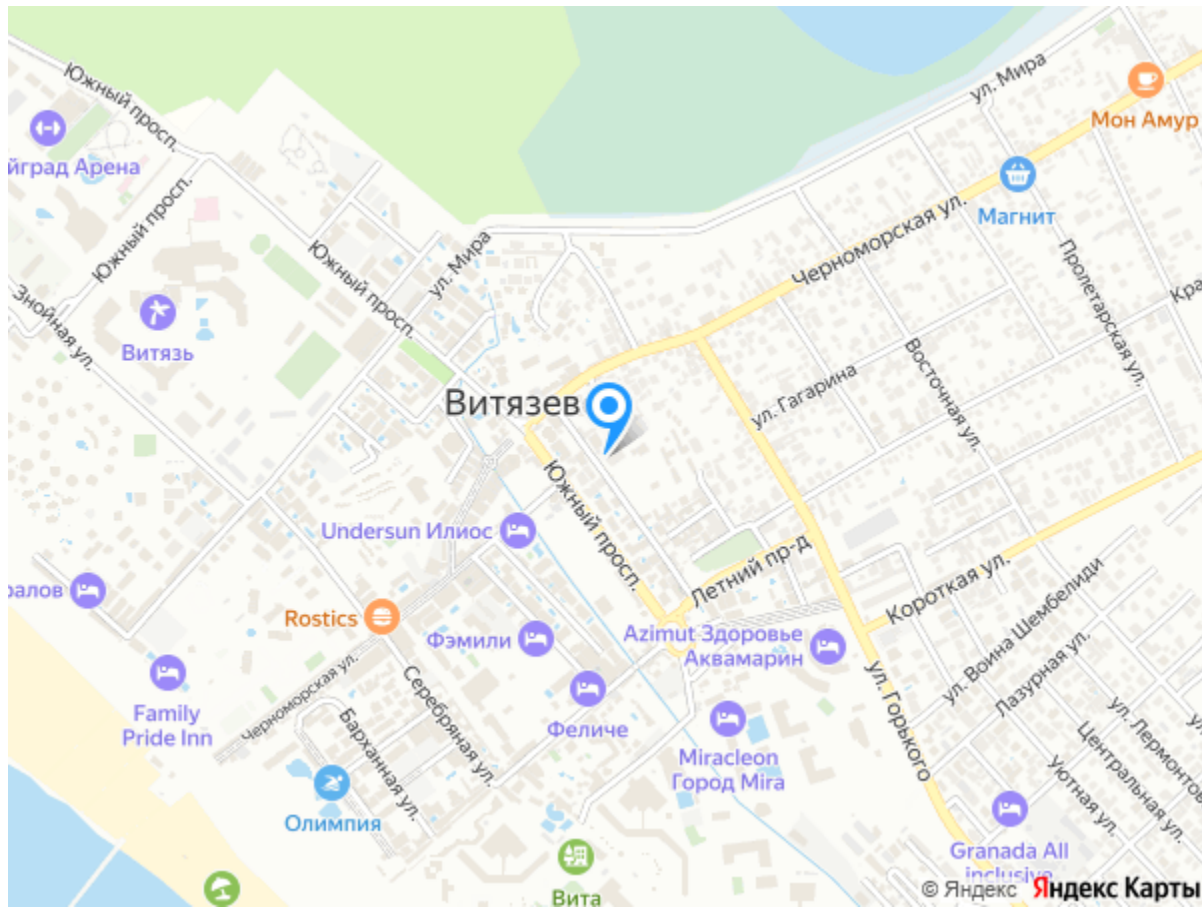 Южный просп.
ул. Мира
Мон Амур
йград Арена
Магнит
Южный просп.
Южный просп.
ул. Мира
Черноморская ул.
Пролетарская ул.
Кра
Знойная ул.
Витязь
Восточная ул.
ул. Гагарина
Витязев
Южный просп.
Undersun Илиос
Летний пр-д
Короткая ул.
ралов
Rostics
Фэмили
Azimut Здоровье
Аквамарин
ул. Воина Шембелиди
Лазурная ул.
Family
Pride Inn
Черноморская ул.
Серебряная ул.
Феличе
ул. Горького
Miracleon
Город Mira
ул. Лермонтов
Центральная ул.
Уютная ул.
Барханная ул.
Олимпия
Вита
Granada All
inclusive
© Яндекс Яндекс Карты